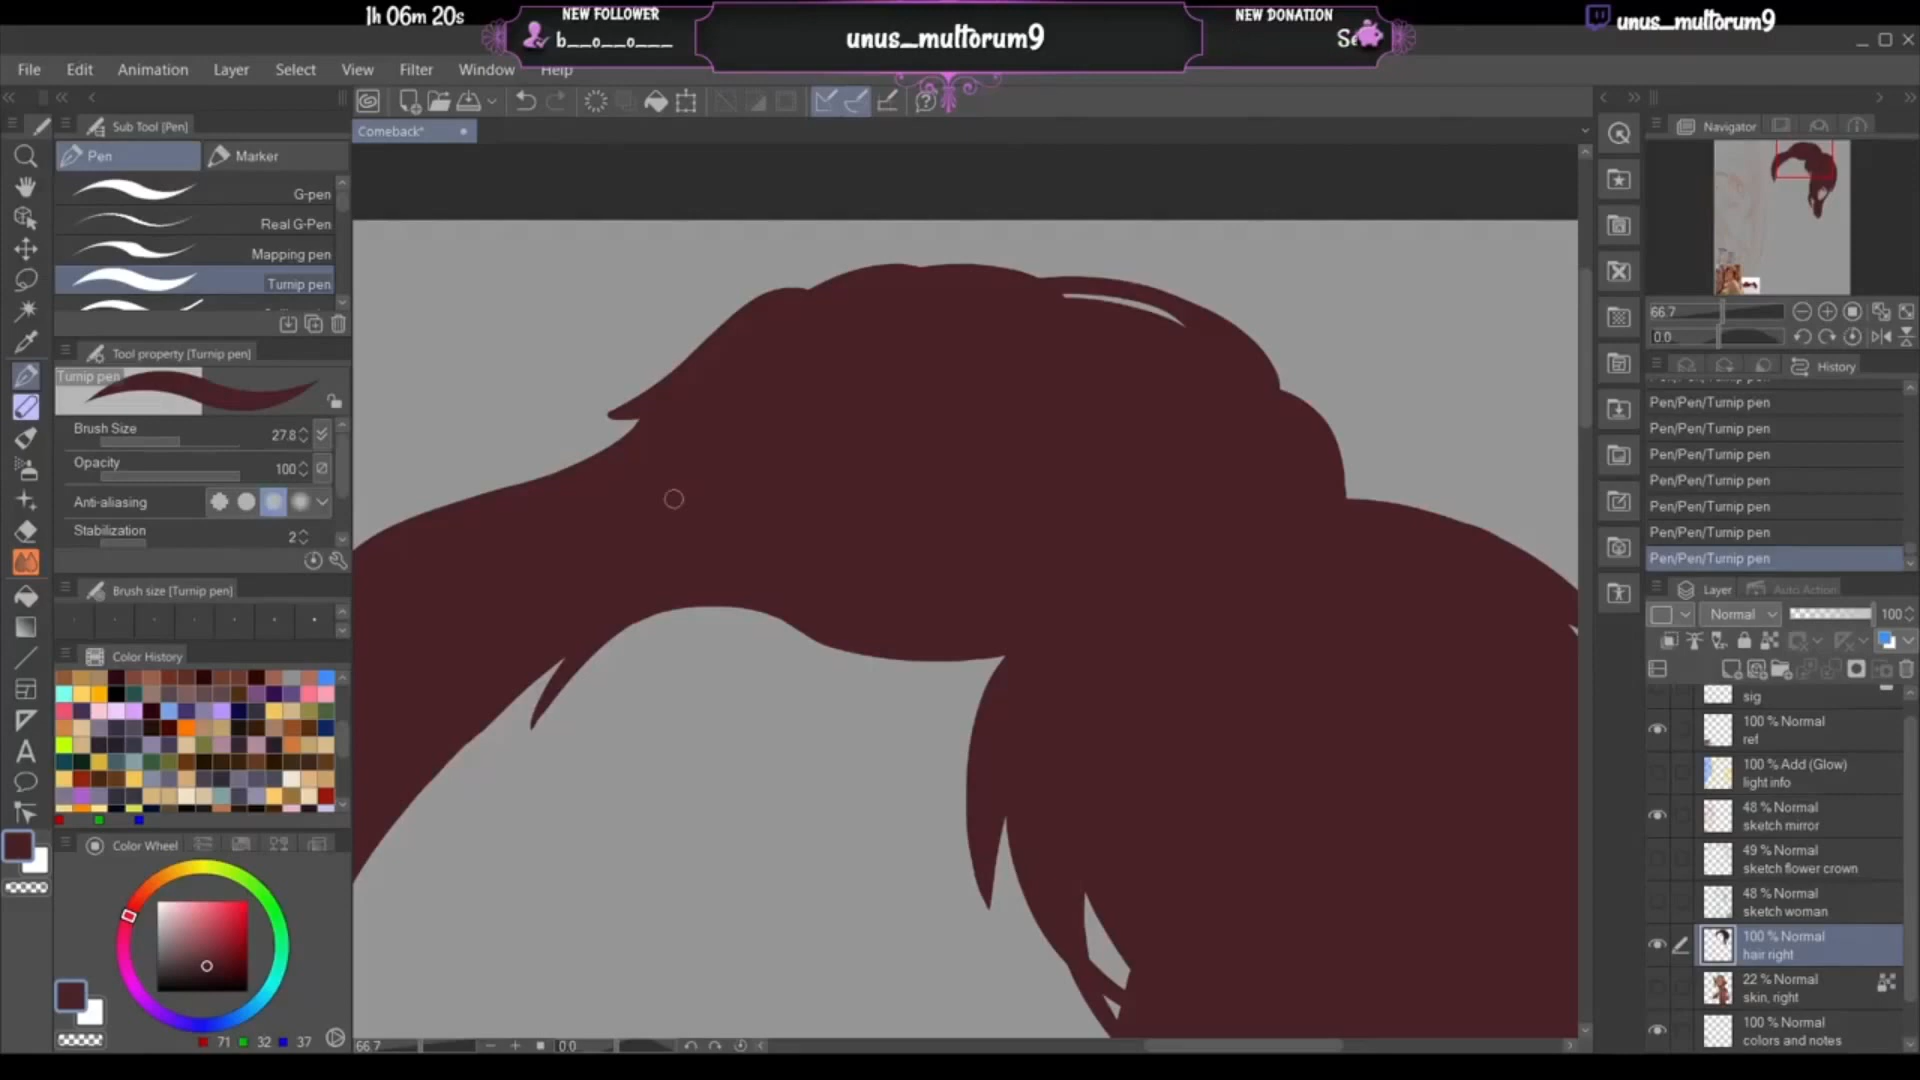 1h 06m 20s
NEW FOLLOWER
b__o__o___
unus_multorum9
NEW DONATION
Se
unus_multorum9
File Edit Animation Layer Select View Filter Window Help
Sub Tool [Pen]
Pen Marker
G-pen
Real G-Pen
Mapping pen
Turnip pen
Tool property [Turnip pen]
Turnip pen
Brush Size 27.8
Opacity 100
Anti-aliasing
Stabilization 2
Brush size [Turnip pen]
Color History
Color Wheel
71 32 37
Comeback*
66.7 0.0
Navigator
66.7
0.0
History
Pen/Pen/Turnip pen
Pen/Pen/Turnip pen
Pen/Pen/Turnip pen
Pen/Pen/Turnip pen
Pen/Pen/Turnip pen
Pen/Pen/Turnip pen
Pen/Pen/Turnip pen
Layer Auto Action
Normal 100
sig
100 % Normal
ref
100 % Add (Glow)
light info
48 % Normal
sketch mirror
49 % Normal
sketch flower crown
48 % Normal
sketch woman
100 % Normal
hair right
22 % Normal
skin, right
100 % Normal
colors and notes